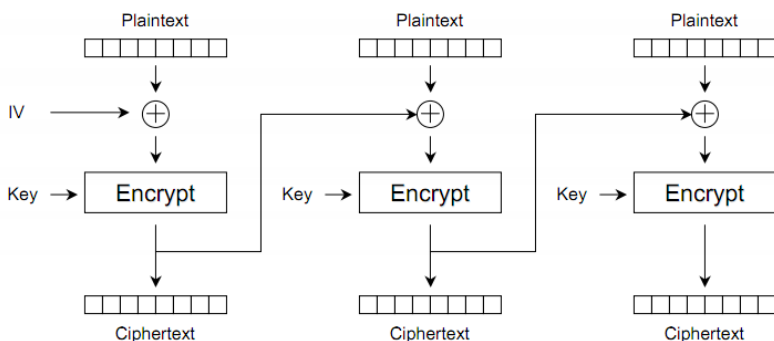 Plaintext
Plaintext
Plaintext
IV
Key
Encrypt
Key
Encrypt
Key
Encrypt
Ciphertext
Ciphertext
Ciphertext